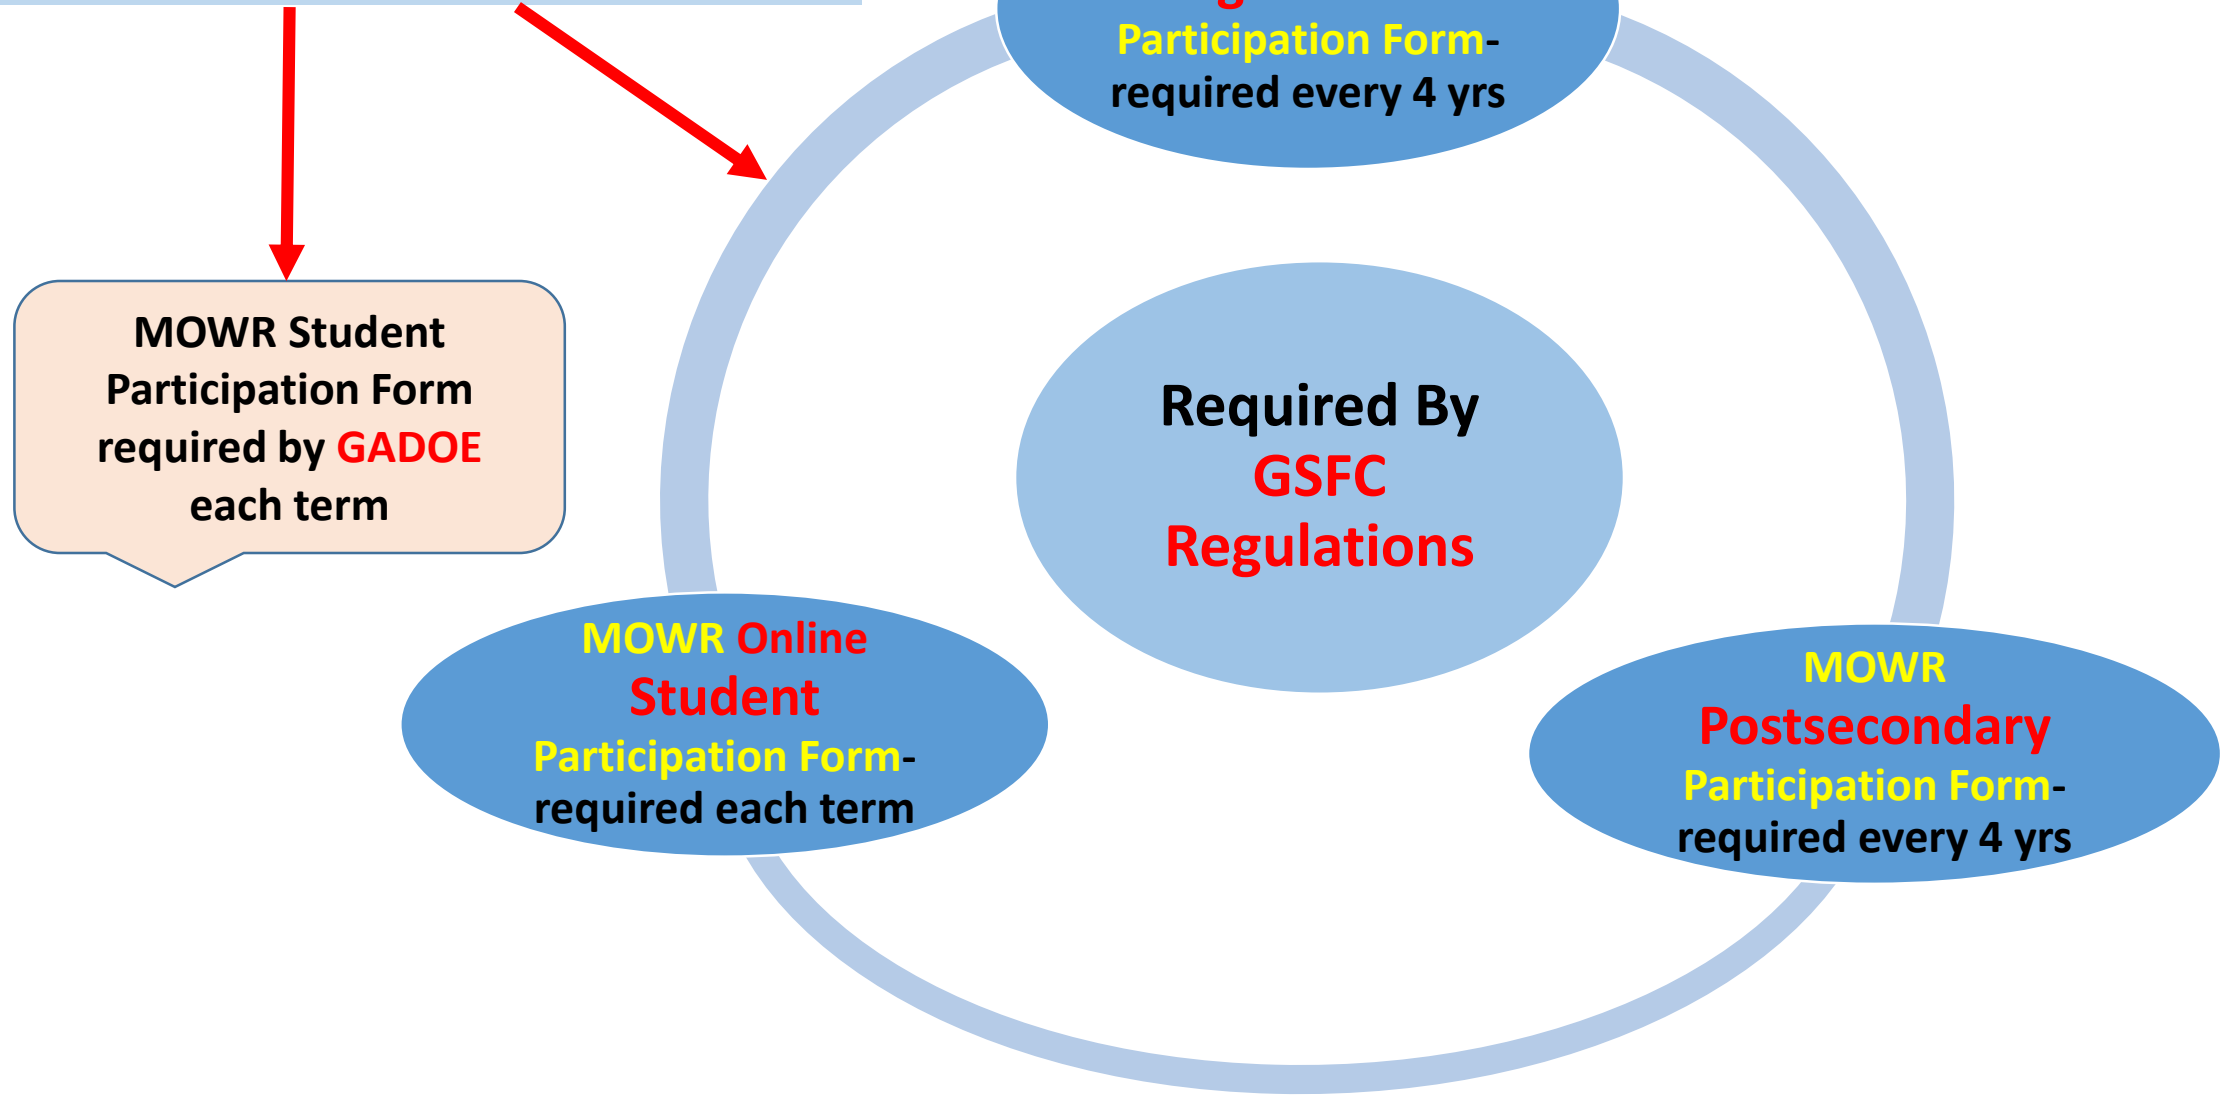 Participation Form-
required every 4 yrs
MOWR Student
Participation Form
required by GADOE
each term
Required By
GSFC
Regulations
MOWR Online
Student
Participation Form-
required each term
MOWR
Postsecondary
Participation Form-
required every 4 yrs